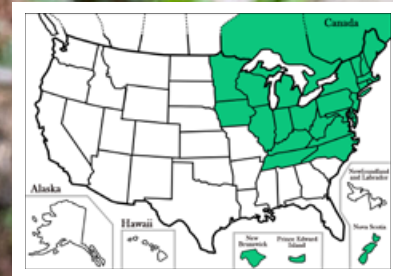 Canada
Alaska
Hawaii
New
Brunswick
Prince Edward
Island
Newfoundland
and Labrador
Nova Scotia